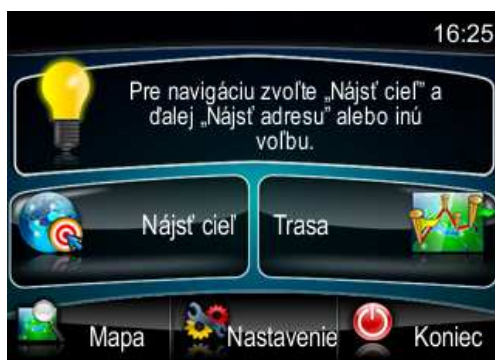 16:25
Pre navigáciu zvoľte „Nájsť cieľ“ a
ďalej „Nájsť adresu“ alebo inú
voľbu.
Nájsť cieľ
Trasa
Mapa
Nastavenie
Koniec